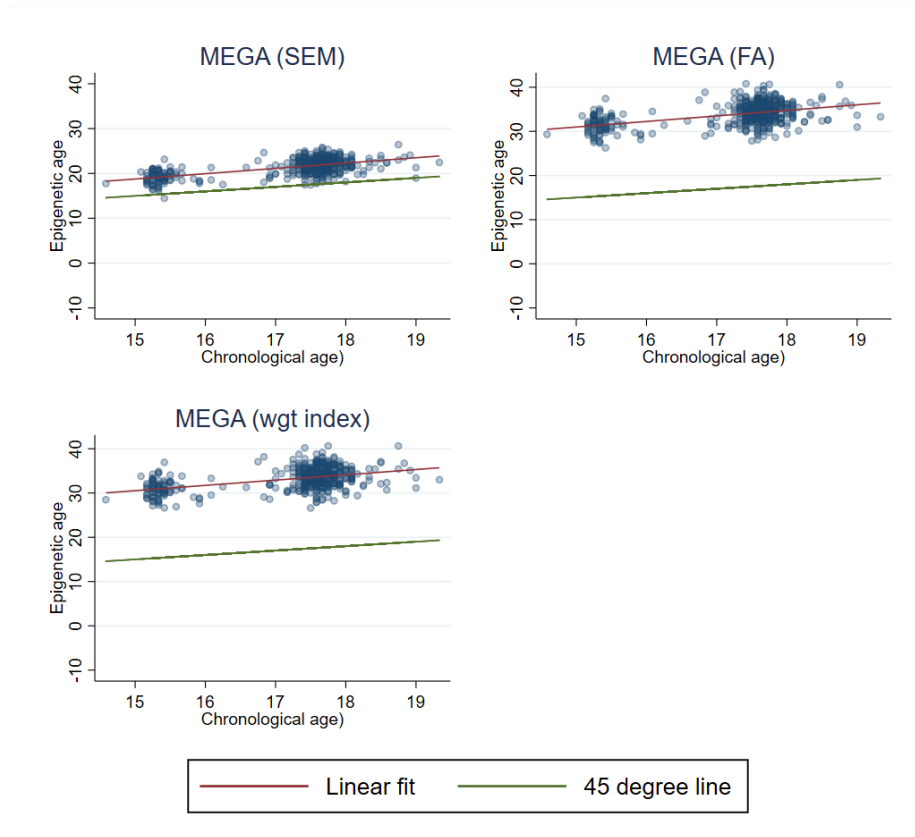 MEGA (SEM)
Epigenetic age
40
30
20
10
0
-10
15 16 17 18 19
Chronological age)
MEGA (FA)
Epigenetic age
40
30
20
10
0
-10
15 16 17 18 19
Chronological age)
MEGA (wgt index)
Epigenetic age
40
30
20
10
0
-10
15 16 17 18 19
Chronological age)
Linear fit 45 degree line